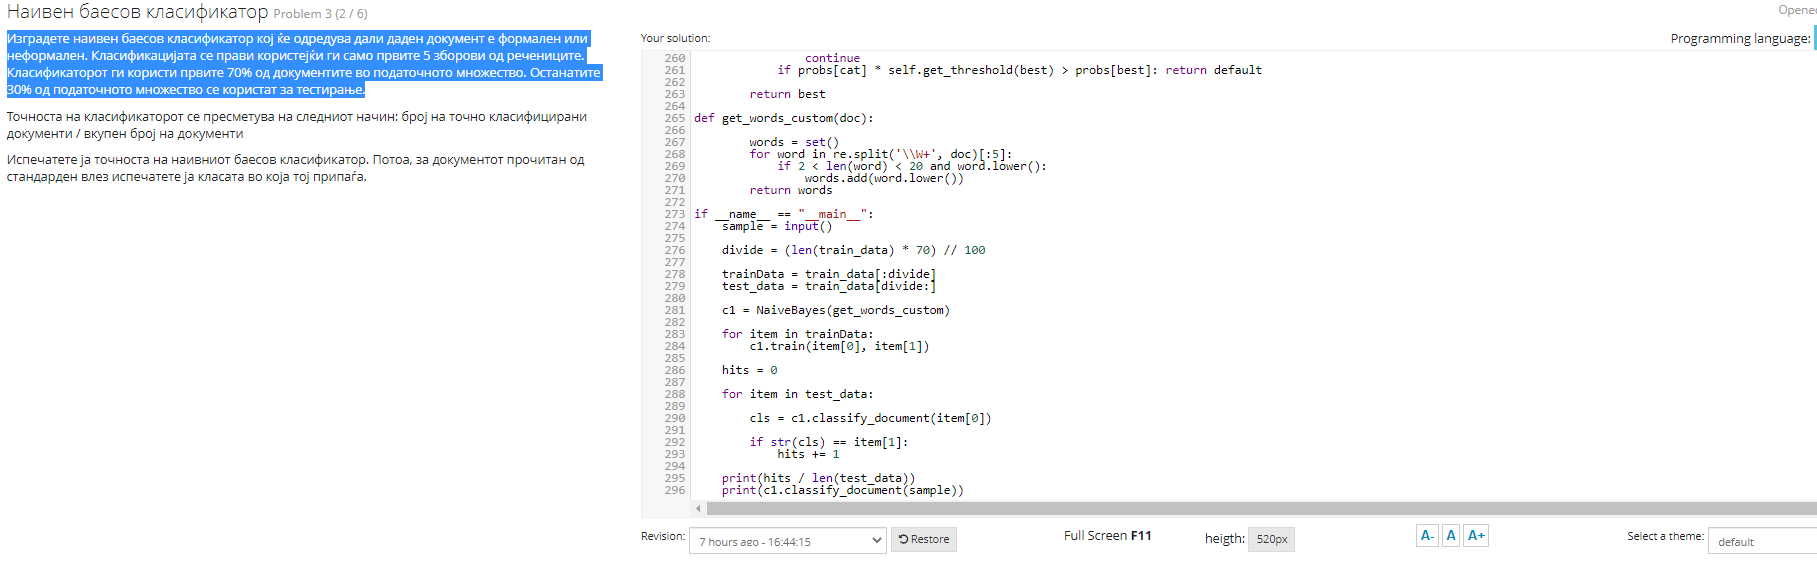 Наивен баесов класификатор Problem 3 (2 / 6)
Opene
Изградете наивен баесов класификатор кој ќе одредува дали даден документ е формален или
неформален. Класификацијата се прави користејќи ги само првите 5 зборови од речениците.
Класификаторот ги користи првите 70% од документите во податочното множество. Останатите
30% од податочното множество се користат за тестирање.
Точноста на класификаторот се пресметува на следниот начин: број на точно класифицирани
документи / вкупен број на документи
Испечатете ја точноста на наивниот баесов класификатор. Потоа, за документот прочитан од
стандарден влез испечатете ја класата во која тој припаѓа.
Your solution:
Programming language:
260 continue
261 if probs[cat] * self.get_threshold(best) > probs[best]: return default
262
263 return best
264
265 def get_words_custom(doc):
266
267 words = set()
268 for word in re.split('\\W+', doc)[:5]:
269 if 2 < len(word) < 20 and word.lower():
270 words.add(word.lower())
271 return words
272
273 if __name__ == "__main__":
274 sample = input()
275
276 divide = (len(train_data) * 70) // 100
277
278 trainData = train_data[:divide]
279 test_data = train_data[divide:]
280
281 c1 = NaiveBayes(get_words_custom)
282
283 for item in trainData:
284 c1.train(item[0], item[1])
285
286 hits = 0
287
288 for item in test_data:
289
290 cls = c1.classify_document(item[0])
291
292 if str(cls) == item[1]:
293 hits += 1
294
295 print(hits / len(test_data))
296 print(c1.classify_document(sample))
Revision: 7 hours ago - 16:44:15 Restore
Full Screen F11
heigth: 520px
A- A A+
Select a theme: default